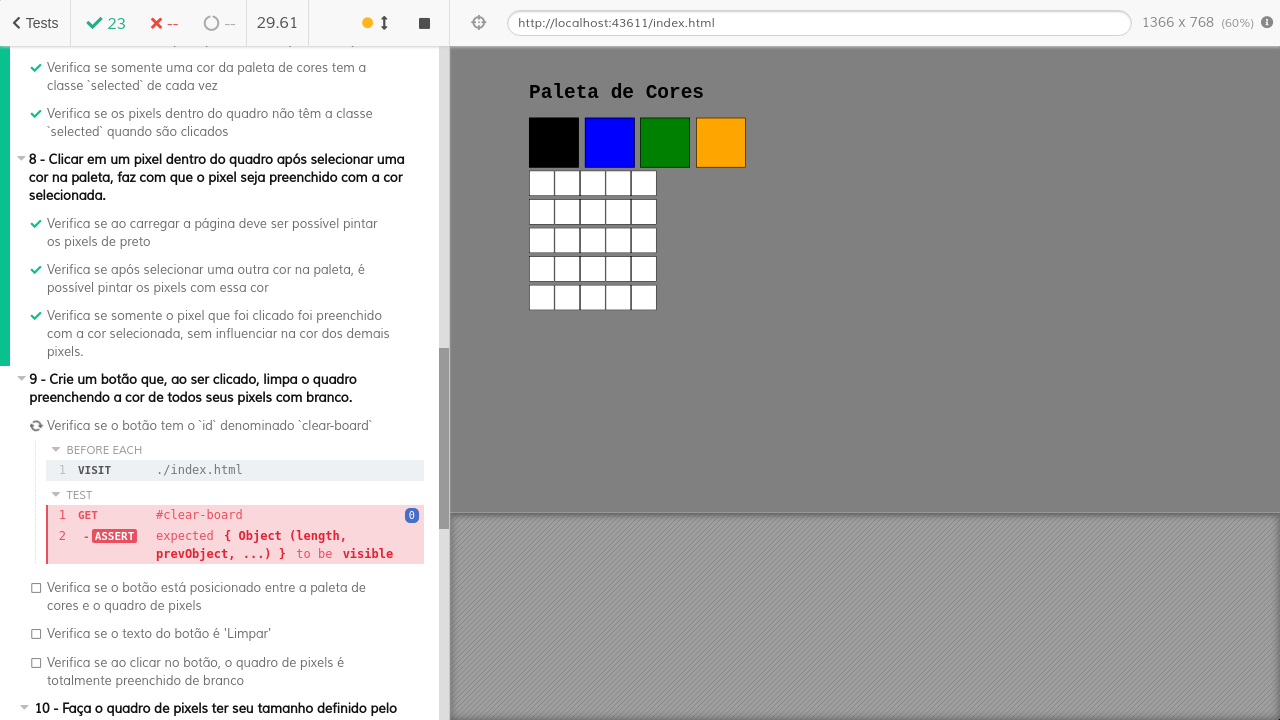 Tests
23
--
--
29.61
http://localhost:43611/index.html
1366 x 768 (60%)
Verifica se somente uma cor da paleta de cores tem a
classe `selected` de cada vez
Verifica se os pixels dentro do quadro não têm a classe
`selected` quando são clicados
8 - Clicar em um pixel dentro do quadro após selecionar uma
cor na paleta, faz com que o pixel seja preenchido com a cor
selecionada.
Verifica se ao carregar a página deve ser possível pintar
os pixels de preto
Verifica se após selecionar uma outra cor na paleta, é
possível pintar os pixels com essa cor
Verifica se somente o pixel que foi clicado foi preenchido
com a cor selecionada, sem influenciar na cor dos demais
pixels.
9 - Crie um botão que, ao ser clicado, limpa o quadro
preenchendo a cor de todos seus pixels com branco.
Verifica se o botão tem o `id` denominado `clear-board`
BEFORE EACH
1 VISIT ./index.html
TEST
1 GET #clear-board 0
2 - ASSERT expected { Object (length,
prevObject, ...) } to be visible
Verifica se o botão está posicionado entre a paleta de
cores e o quadro de pixels
Verifica se o texto do botão é 'Limpar'
Verifica se ao clicar no botão, o quadro de pixels é
totalmente preenchido de branco
10 - Faça o quadro de pixels ter seu tamanho definido pelo
Paleta de Cores